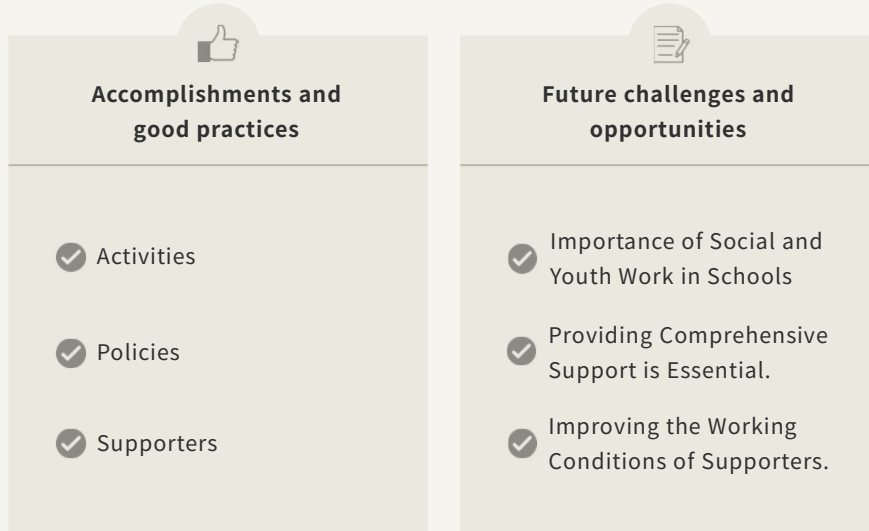 Accomplishments and
good practices
Activities
Policies
Supporters
Future challenges and
opportunities
Importance of Social and
Youth Work in Schools
Providing Comprehensive
Support is Essential.
Improving the Working
Conditions of Supporters.